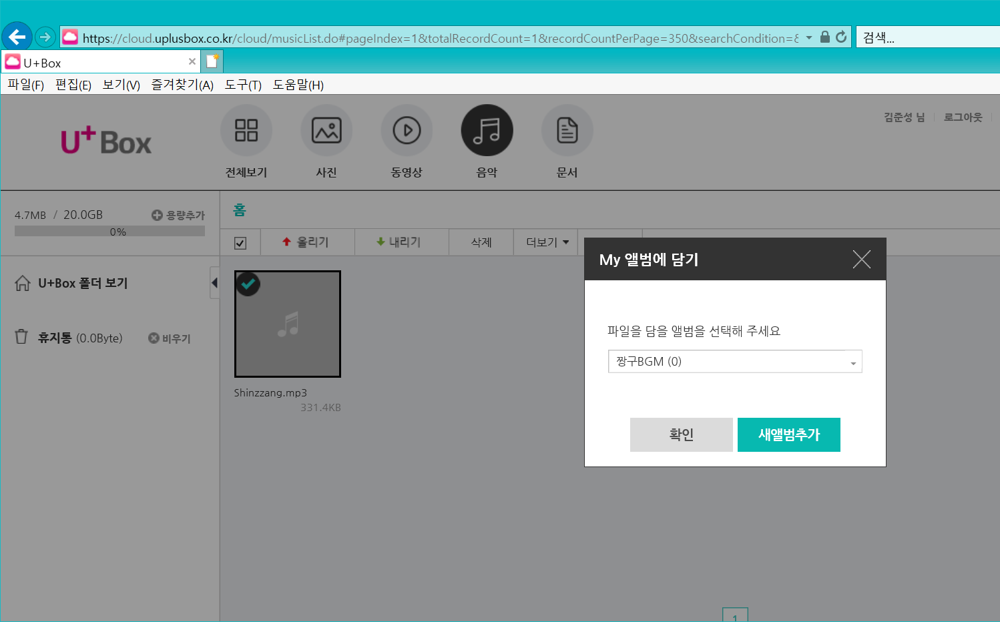 https://cloud.uplusbox.co.kr/cloud/musicList.do#pageIndex=1&totalRecordCount=1&recordCountPerPage=350&searchCondition=&
검색...
U+Box
파일(F) 편집(E) 보기(V) 즐겨찾기(A) 도구(T) 도움말(H)
U+ Box
전체보기 사진 동영상 음악 문서
김준성 님 로그아웃
4.7MB / 20.0GB 용량추가
0%
홈
올리기 내리기 삭제 더보기
U+Box 폴더 보기
휴지통 (0.0Byte) 비우기
Shinzzang.mp3
331.4KB
My 앨범에 담기
파일을 담을 앨범을 선택해 주세요
짱구BGM (0)
확인 새앨범추가
1